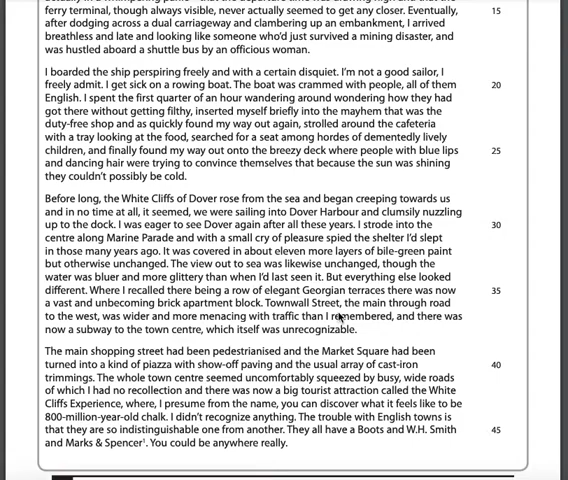 ferry terminal, though always visible, never actually seemed to get any closer. Eventually, 15
after dodging across a dual carriageway and clambering up an embankment, I arrived
breathless and late and looking like someone who'd just survived a mining disaster, and
was hustled aboard a shuttle bus by an officious woman.
I boarded the ship perspiring freely and with a certain disquiet. I'm not a good sailor, I
freely admit. I get sick on a rowing boat. The boat was crammed with people, all of them 20
English. I spent the first quarter of an hour wandering around wondering how they had
got there without getting filthy, inserted myself briefly into the mayhem that was the
duty-free shop and as quickly found my way out again, strolled around the cafeteria
with a tray looking at the food, searched for a seat among hordes of dementedly lively
children, and finally found my way out onto the breezy deck where people with blue lips 25
and dancing hair were trying to convince themselves that because the sun was shining
they couldn't possibly be cold.
Before long, the White Cliffs of Dover rose from the sea and began creeping towards us
and in no time at all, it seemed, we were sailing into Dover Harbour and clumsily nuzzling
up to the dock. I was eager to see Dover again after all these years. I strode into the 30
centre along Marine Parade and with a small cry of pleasure spied the shelter I'd slept
in those many years ago. It was covered in about eleven more layers of bile-green paint
but otherwise unchanged. The view out to sea was likewise unchanged, though the
water was bluer and more glittery than when I'd last seen it. But everything else looked
different. Where I recalled there being a row of elegant Georgian terraces there was now 35
a vast and unbecoming brick apartment block. Townwall Street, the main through road
to the west, was wider and more menacing with traffic than I remembered, and there was
now a subway to the town centre, which itself was unrecognizable.
The main shopping street had been pedestrianised and the Market Square had been
turned into a kind of piazza with show-off paving and the usual array of cast-iron 40
trimmings. The whole town centre seemed uncomfortably squeezed by busy, wide roads
of which I had no recollection and there was now a big tourist attraction called the White
Cliffs Experience, where, I presume from the name, you can discover what it feels like to be
800-million-year-old chalk. I didn't recognize anything. The trouble with English towns is
that they are so indistinguishable one from another. They all have a Boots and W.H. Smith 45
and Marks & Spencer¹. You could be anywhere really.